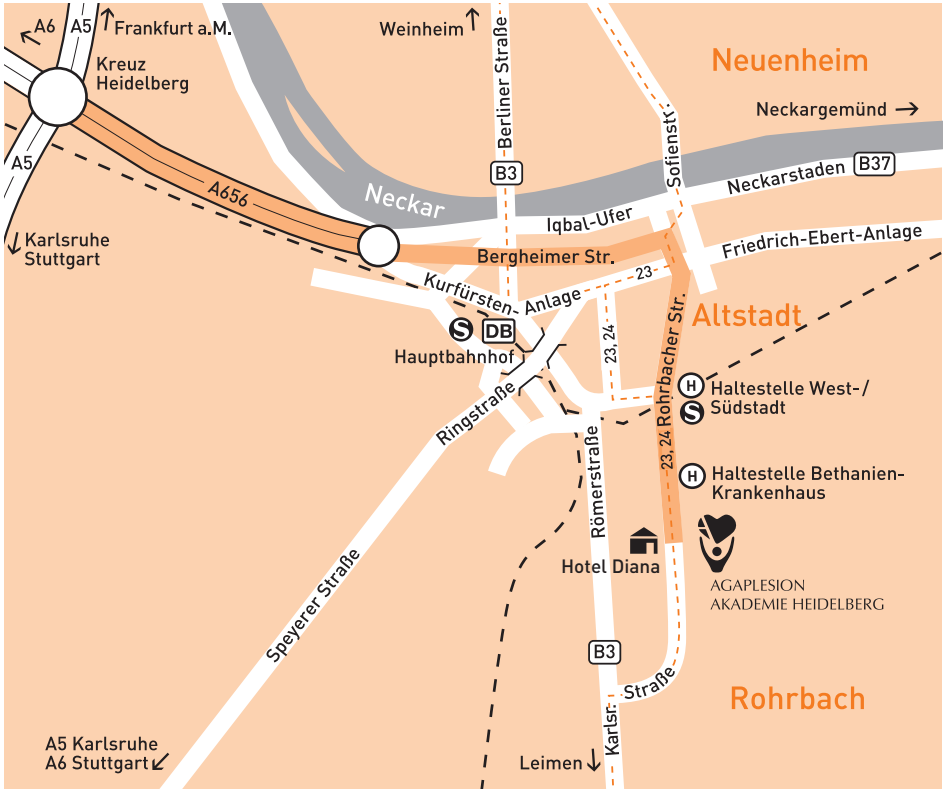 A6
A5
Frankfurt a.M.
Weinheim
Berliner Straße
Neuenheim
Kreuz
Heidelberg
Neckargemünd
Sofienstr.
A5
B3
B37
Neckarstaden
A656
Neckar
Iqbal-Ufer
Karlsruhe
Stuttgart
Bergheimer Str.
Friedrich-Ebert-Anlage
23
Kurfürsten-Anlage
Altstadt
S
DB
Hauptbahnhof
23, 24
23, 24 Rohrbacher Str.
H
Haltestelle West-/
S
Südstadt
Ringstraße
Römerstraße
H
Haltestelle Bethanien-
Krankenhaus
Hotel Diana
AGAPLESION
AKADEMIE HEIDELBERG
Speyerer Straße
B3
Karlsr. Straße
Rohrbach
A5 Karlsruhe
A6 Stuttgart
Leimen